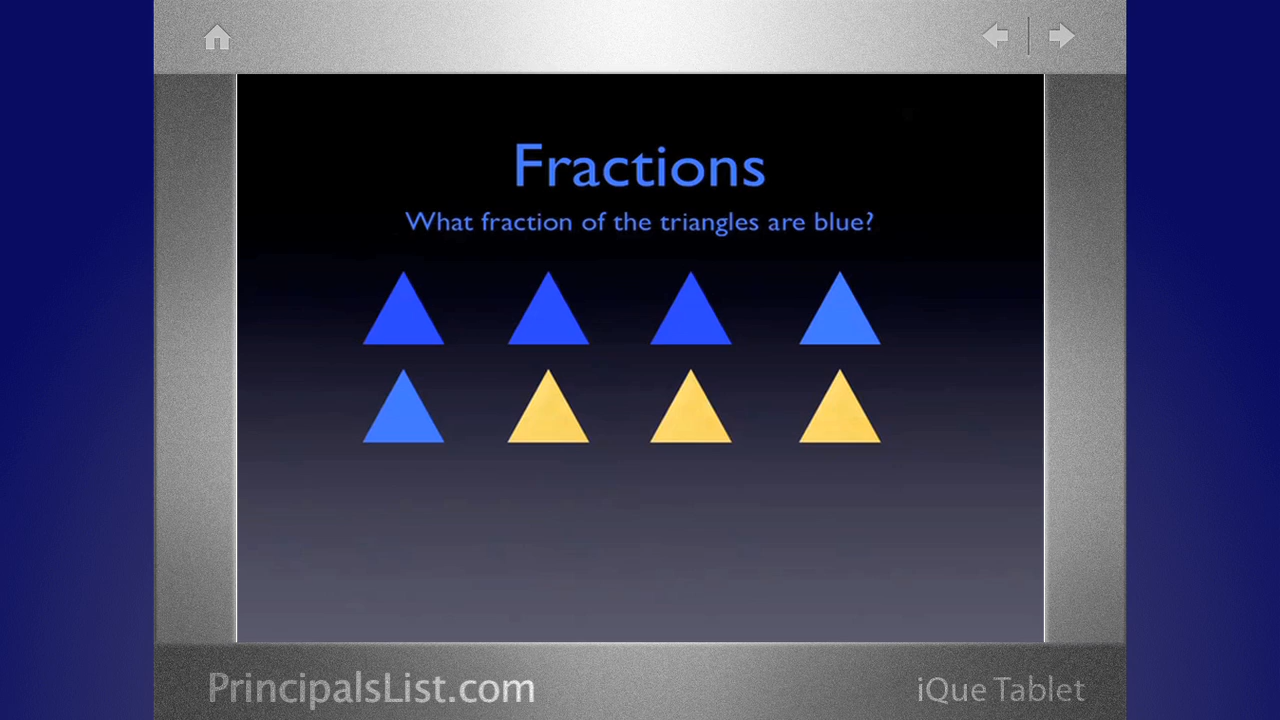 Fractions
What fraction of the triangles are blue?
PrincipalsList.com
iQue Tablet